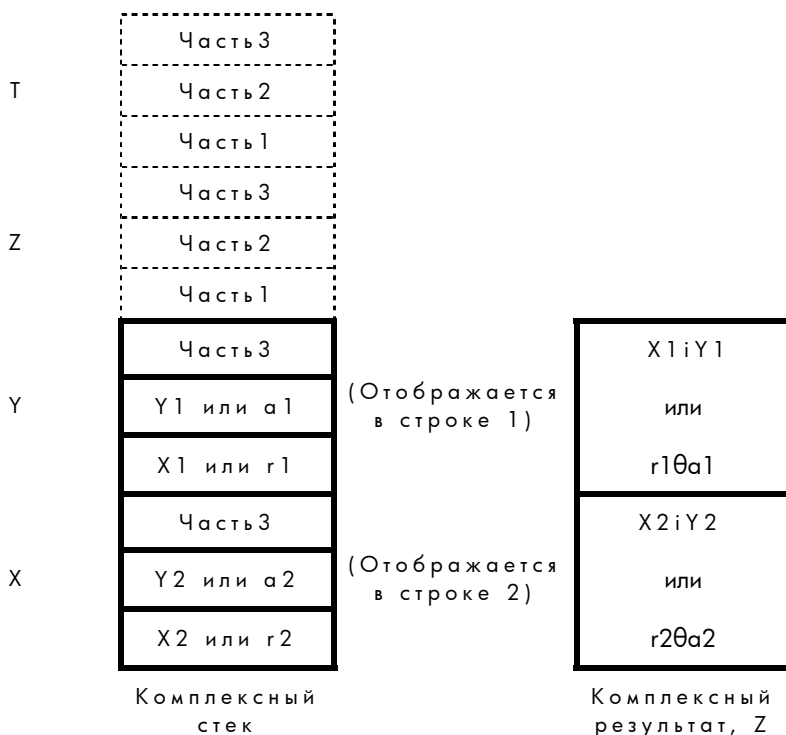 Часть3
T
Часть2
Часть1
Часть3
Z
Часть2
Часть1
Часть3
X1iY1
Y
Y1 или a1
(Отображается
в строке 1)
или
X1 или r1
r1θa1
Часть3
X2iY2
X
Y2 или a2
(Отображается
в строке 2)
или
X2 или r2
r2θa2
Комплексный
стек
Комплексный
результат, Z